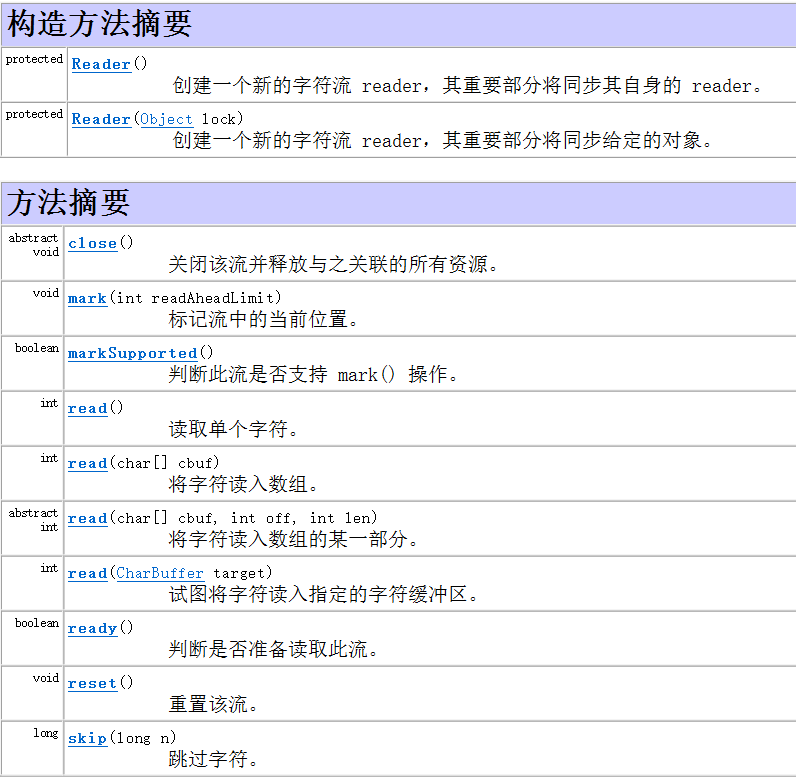 构造方法摘要
protected Reader()
创建一个新的字符流 reader，其重要部分将同步其自身的 reader。
protected Reader(Object lock)
创建一个新的字符流 reader，其重要部分将同步给定的对象。
方法摘要
abstract void close()
关闭该流并释放与之关联的所有资源。
void mark(int readAheadLimit)
标记流中的当前位置。
boolean markSupported()
判断此流是否支持 mark() 操作。
int read()
读取单个字符。
int read(char[] cbuf)
将字符读入数组。
abstract int read(char[] cbuf, int off, int len)
将字符读入数组的某一部分。
int read(CharBuffer target)
试图将字符读入指定的字符缓冲区。
boolean ready()
判断是否准备读取此流。
void reset()
重置该流。
long skip(long n)
跳过字符。